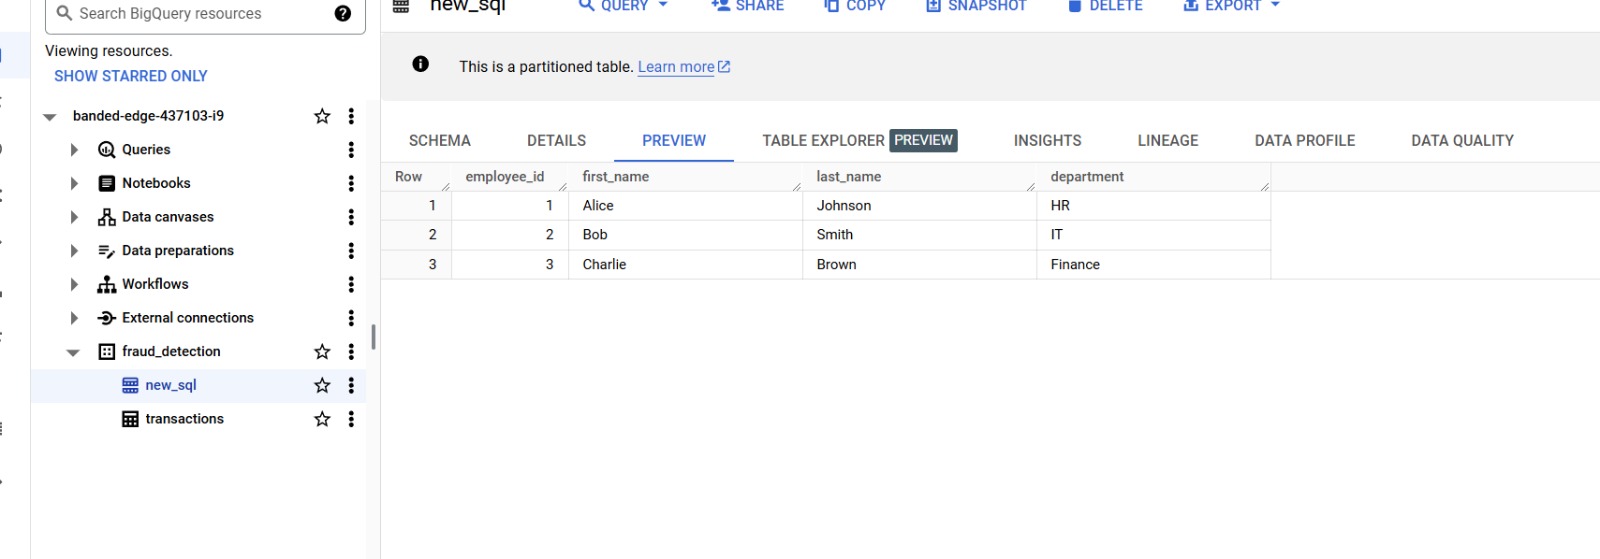 Search BigQuery resources
Viewing resources.
SHOW STARRED ONLY
banded-edge-437103-i9
Queries
Notebooks
Data canvases
Data preparations
Workflows
External connections
fraud_detection
new_sql
transactions
new_sql QUERY SHARE COPY SNAPSHOT DELETE EXPORT
This is a partitioned table. Learn more
SCHEMA DETAILS PREVIEW TABLE EXPLORER PREVIEW INSIGHTS LINEAGE DATA PROFILE DATA QUALITY
Row employee_id first_name last_name department
1 1 Alice Johnson HR
2 2 Bob Smith IT
3 3 Charlie Brown Finance